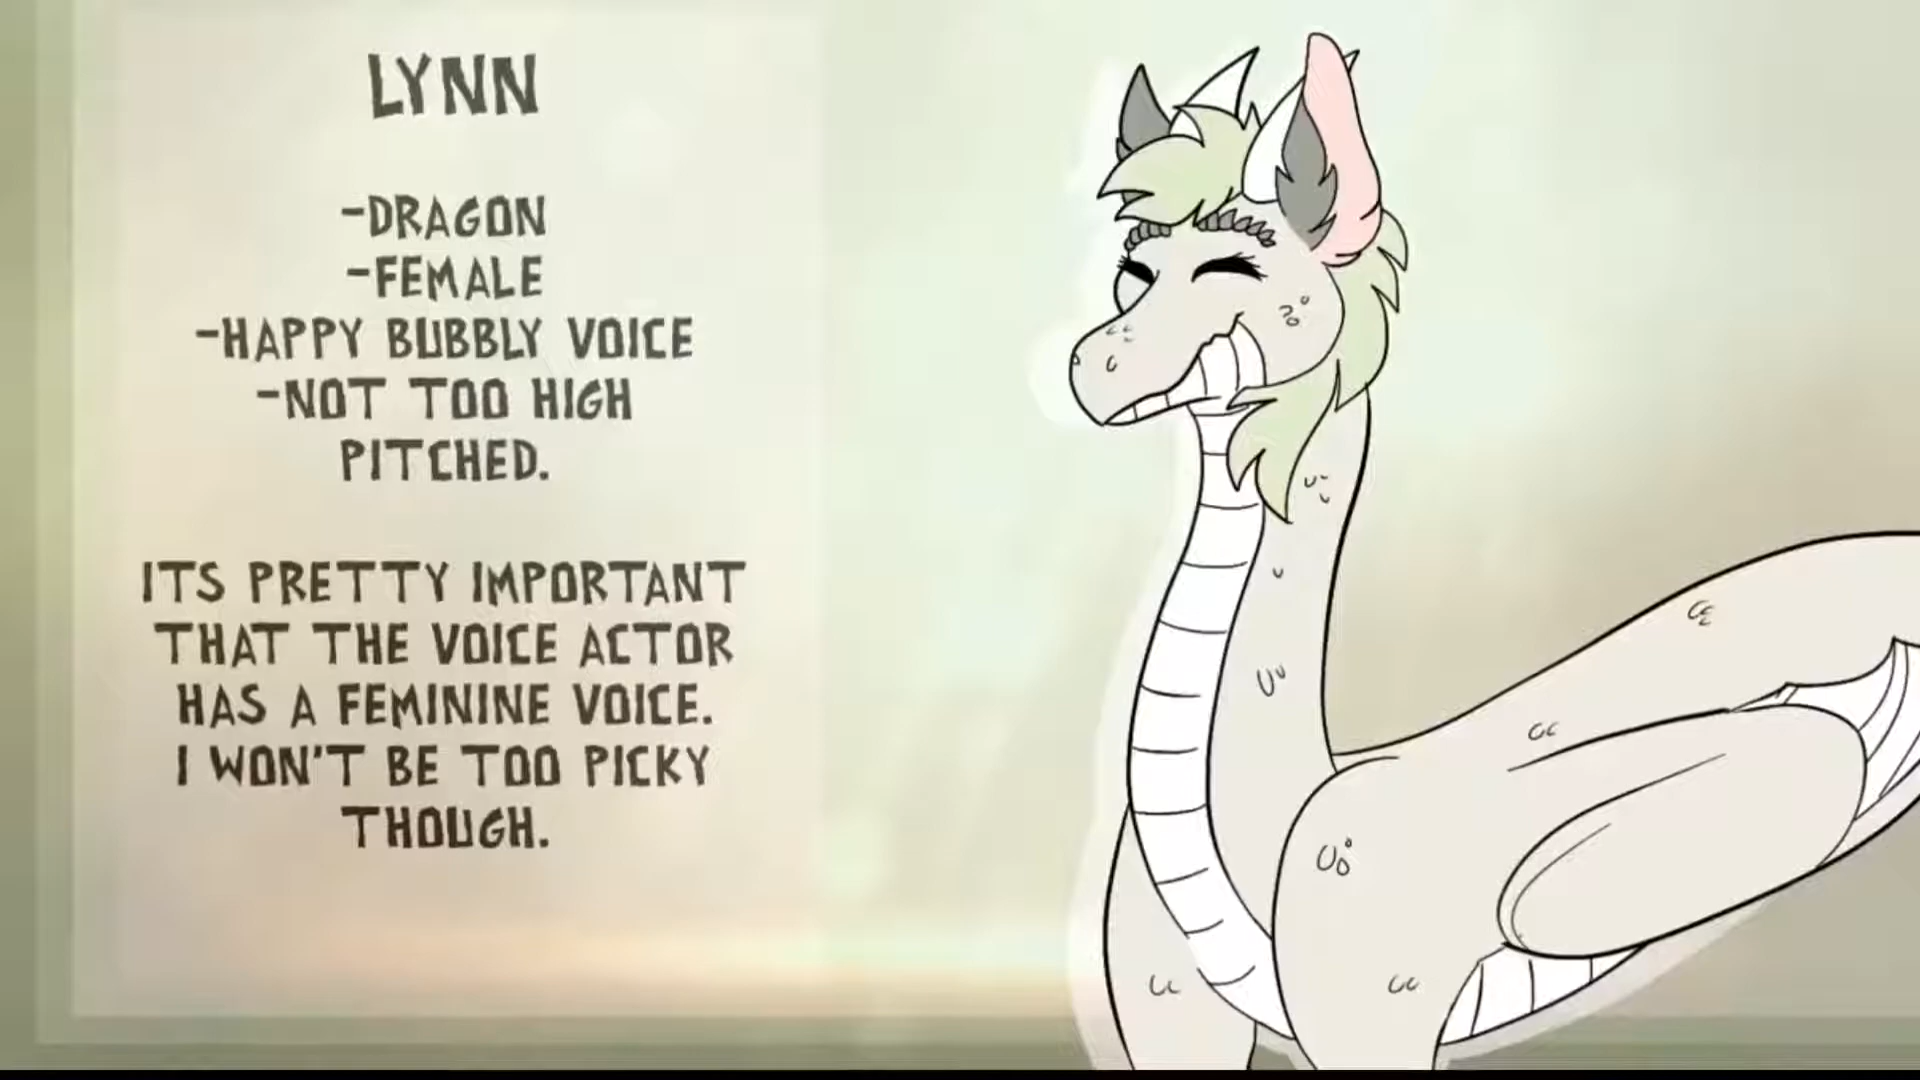 LYNN
-DRAGON
-FEMALE
-HAPPY BUBBLY VOICE
-NOT TOO HIGH
PITCHED.
ITS PRETTY IMPORTANT
THAT THE VOICE ACTOR
HAS A FEMININE VOICE.
I WON'T BE TOO PICKY
THOUGH.